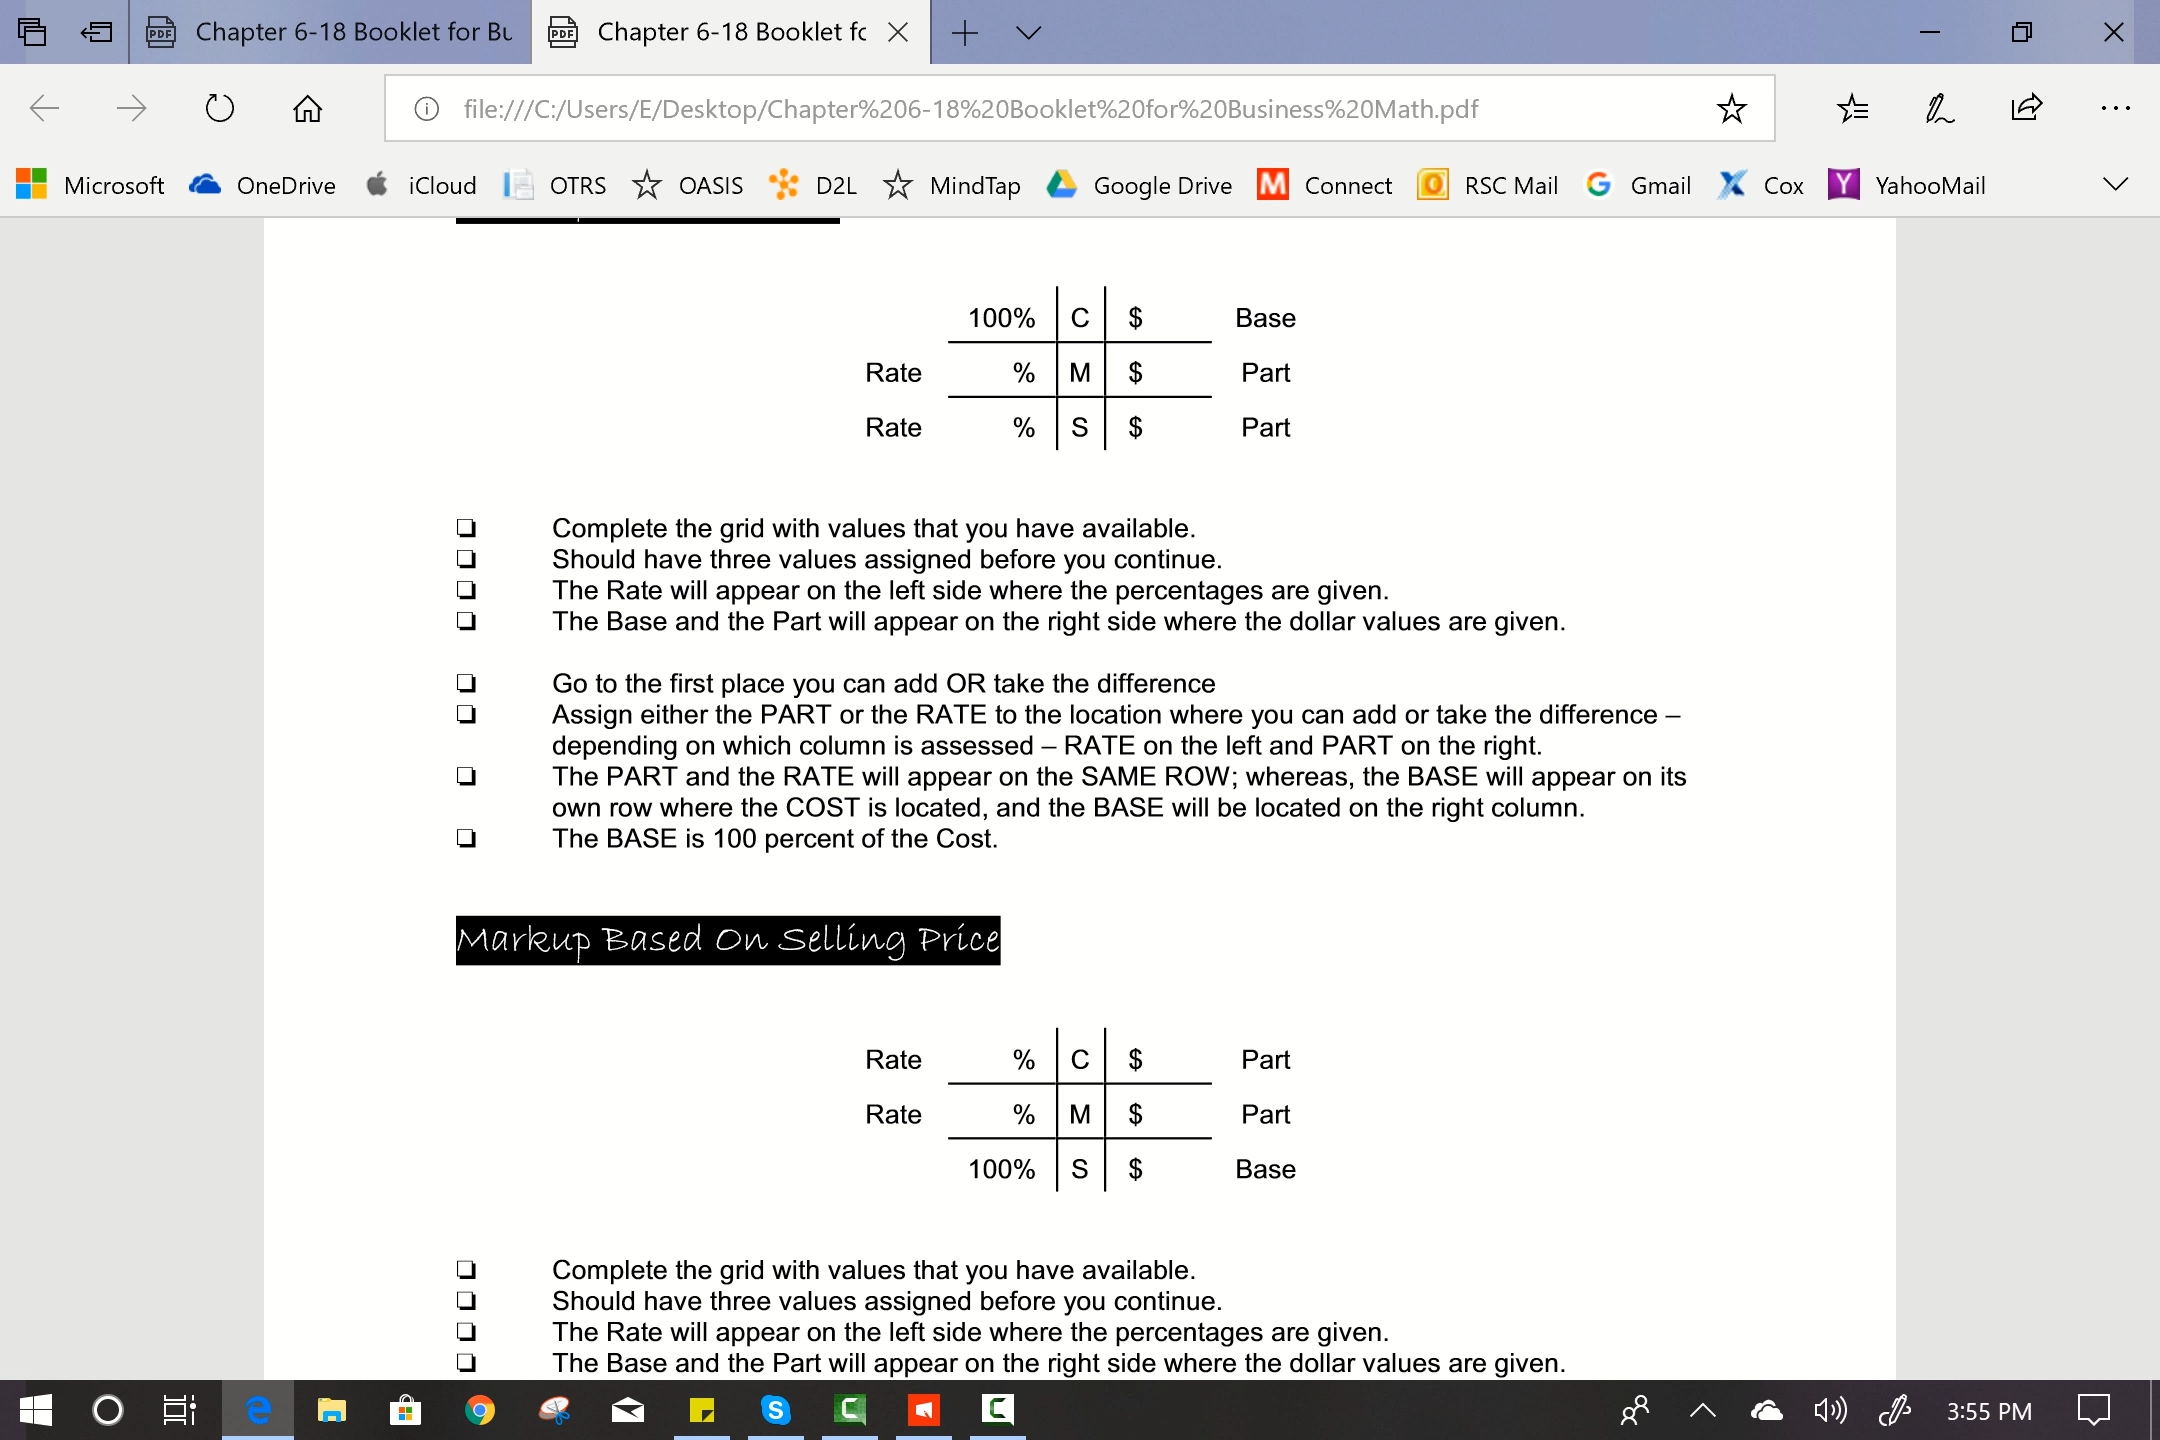 Chapter 6-18 Booklet for Bu
Chapter 6-18 Booklet fo
file:///C:/Users/E/Desktop/Chapter%206-18%20Booklet%20for%20Business%20Math.pdf
Microsoft OneDrive iCloud OTRS OASIS D2L MindTap Google Drive Connect RSC Mail Gmail Cox YahooMail
100% C $ Base
Rate % M $ Part
Rate % S $ Part
❏ Complete the grid with values that you have available.
❏ Should have three values assigned before you continue.
❏ The Rate will appear on the left side where the percentages are given.
❏ The Base and the Part will appear on the right side where the dollar values are given.
❏ Go to the first place you can add OR take the difference
❏ Assign either the PART or the RATE to the location where you can add or take the difference –
depending on which column is assessed – RATE on the left and PART on the right.
❏ The PART and the RATE will appear on the SAME ROW; whereas, the BASE will appear on its
own row where the COST is located, and the BASE will be located on the right column.
❏ The BASE is 100 percent of the Cost.
Markup Based On Selling Price
Rate % C $ Part
Rate % M $ Part
100% S $ Base
❏ Complete the grid with values that you have available.
❏ Should have three values assigned before you continue.
❏ The Rate will appear on the left side where the percentages are given.
❏ The Base and the Part will appear on the right side where the dollar values are given.
3:55 PM